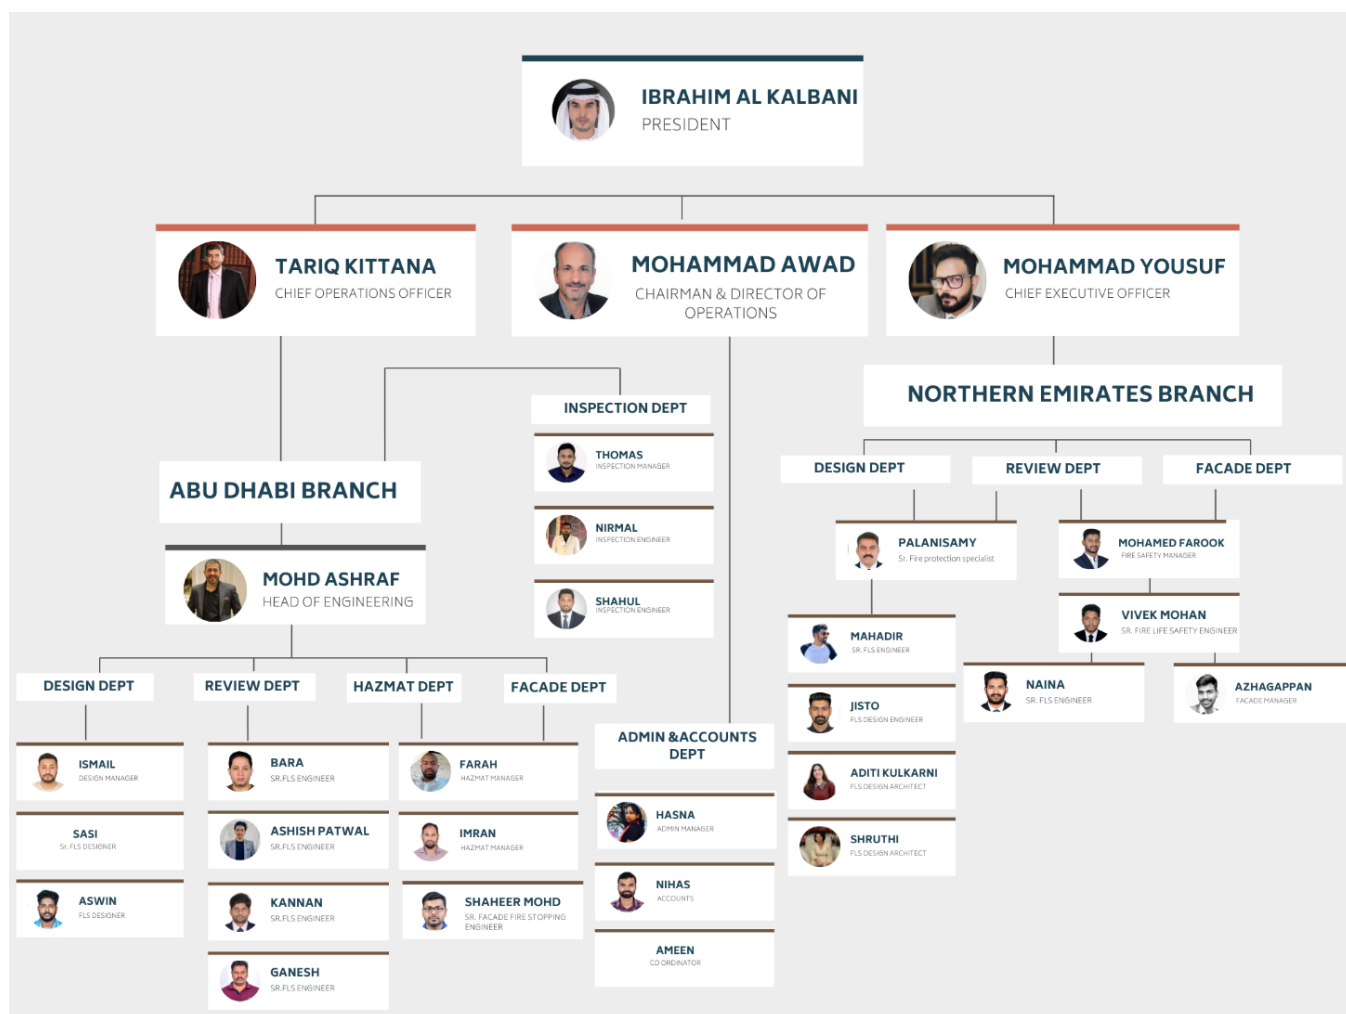 IBRAHIM AL KALBANI
PRESIDENT
TARIQ KITTANA
CHIEF OPERATIONS OFFICER
MOHAMMAD AWAD
CHAIRMAN & DIRECTOR OF
OPERATIONS
MOHAMMAD YOUSUF
CHIEF EXECUTIVE OFFICER
NORTHERN EMIRATES BRANCH
INSPECTION DEPT
THOMAS
INSPECTION MANAGER
NIRMAL
INSPECTION ENGINEER
SHAHUL
INSPECTION ENGINEER
ABU DHABI BRANCH
MOHD ASHRAF
HEAD OF ENGINEERING
DESIGN DEPT
REVIEW DEPT
HAZMAT DEPT
FACADE DEPT
ISMAIL
DESIGN MANAGER
SASI
Sr. FLS DESIGNER
ASWIN
FLS DESIGNER
BARA
SR.FLS ENGINEER
ASHISH PATWAL
SR.FLS ENGINEER
KANNAN
SR.FLS ENGINEER
GANESH
SR.FLS ENGINEER
FARAH
HAZMAT MANAGER
IMRAN
HAZMAT MANAGER
SHAHEER MOHD
SR. FACADE FIRE STOPPING
ENGINEER
ADMIN &ACCOUNTS
DEPT
HASNA
ADMIN MANAGER
NIHAS
ACCOUNTS
AMEEN
CO ORDINATOR
DESIGN DEPT
REVIEW DEPT
FACADE DEPT
PALANISAMY
Sr. Fire protection specialist
MAHADIR
SR. FLS ENGINEER
JISTO
FLS DESIGN ENGINEER
ADITI KULKARNI
FLS DESIGN ARCHITECT
SHRUTHI
FLS DESIGN ARCHITECT
MOHAMED FAROOK
FIRE SAFETY MANAGER
VIVEK MOHAN
SR. FIRE LIFE SAFETY ENGINEER
NAINA
SR. FLS ENGINEER
AZHAGAPPAN
FACADE MANAGER